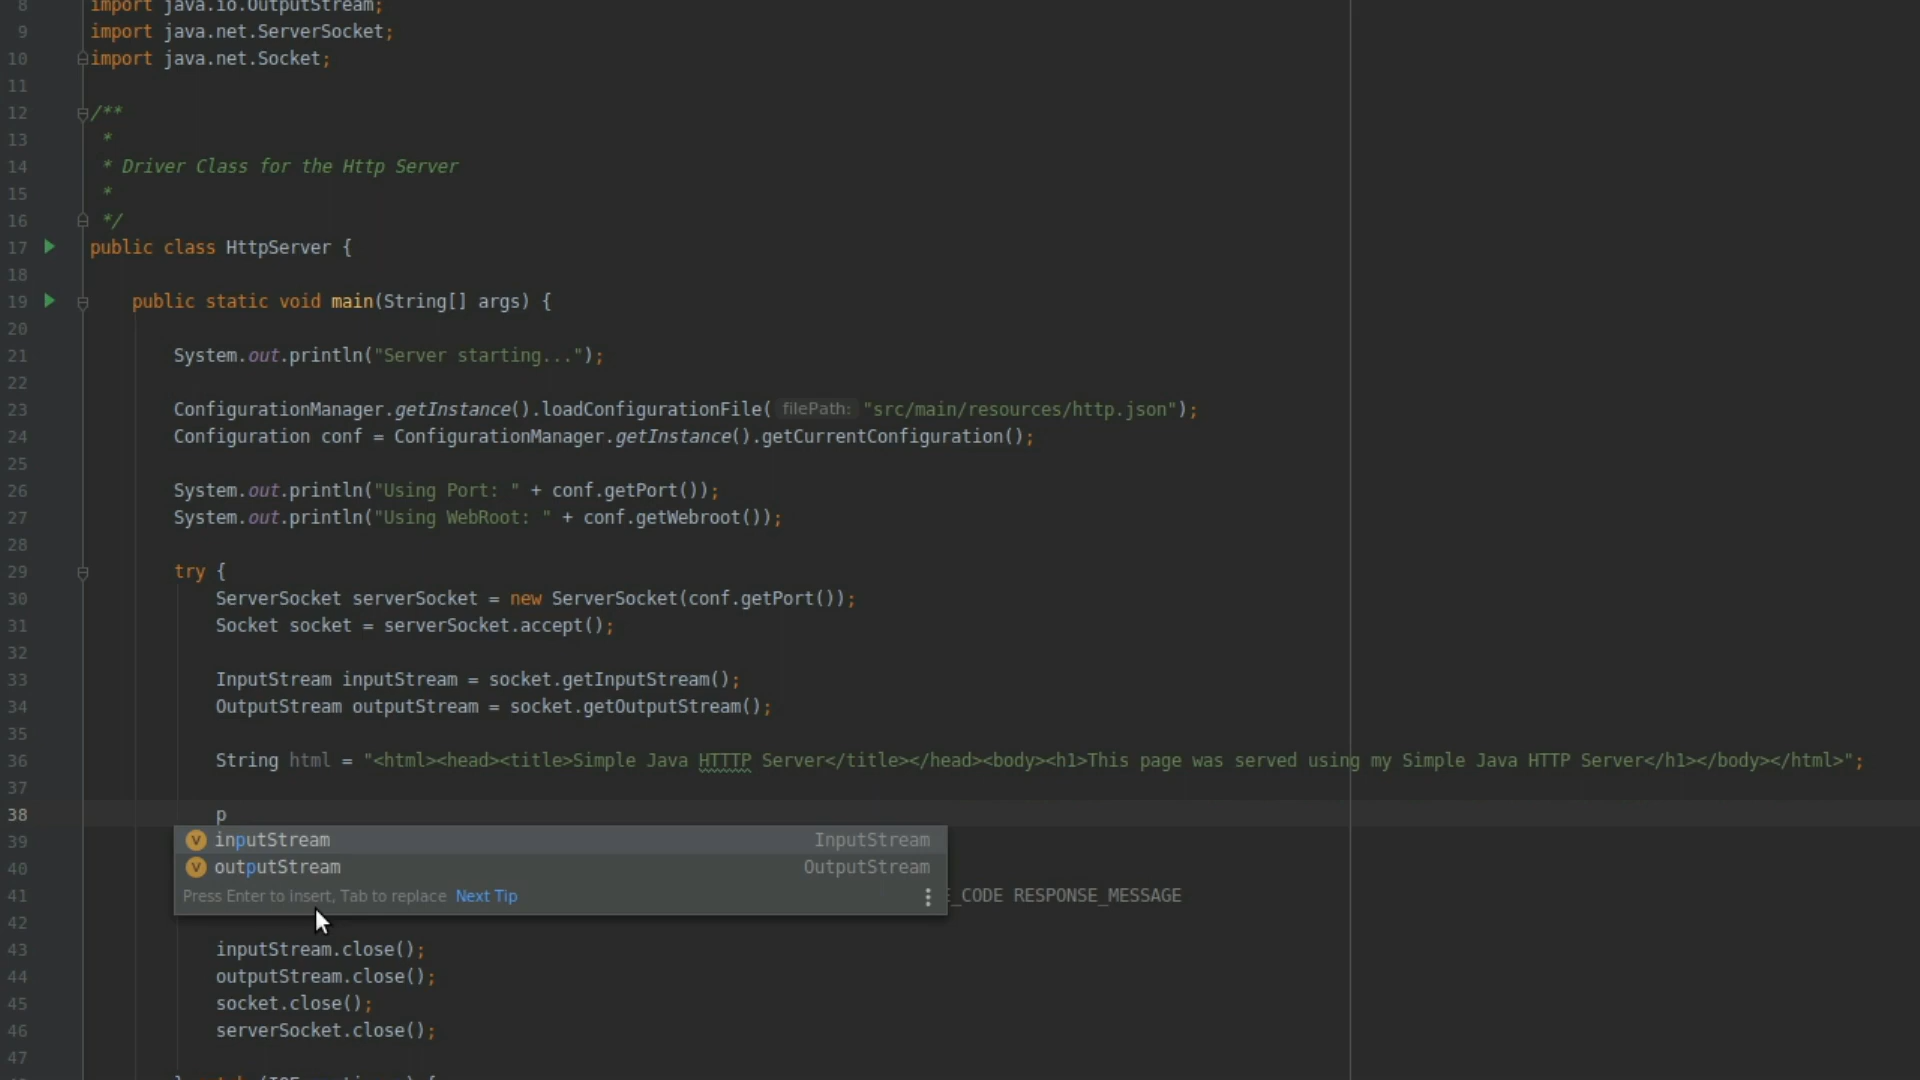 8 import java.io.OutputStream;
9 import java.net.ServerSocket;
10 import java.net.Socket;
11
12 /**
13 *
14 * Driver Class for the Http Server
15 *
16 */
17 public class HttpServer {
18
19 public static void main(String[] args) {
20
21 System.out.println("Server starting...");
22
23 ConfigurationManager.getInstance().loadConfigurationFile( filePath: "src/main/resources/http.json");
24 Configuration conf = ConfigurationManager.getInstance().getCurrentConfiguration();
25
26 System.out.println("Using Port: " + conf.getPort());
27 System.out.println("Using WebRoot: " + conf.getWebroot());
28
29 try {
30 ServerSocket serverSocket = new ServerSocket(conf.getPort());
31 Socket socket = serverSocket.accept();
32
33 InputStream inputStream = socket.getInputStream();
34 OutputStream outputStream = socket.getOutputStream();
35
36 String html = "<html><head><title>Simple Java HTTTP Server</title></head><body><h1>This page was served using my Simple Java HTTP Server</h1></body></html>";
37
38 p
39 inputStream InputStream
40 outputStream OutputStream
41 Press Enter to insert, Tab to replace Next Tip _CODE RESPONSE_MESSAGE
42
43 inputStream.close();
44 outputStream.close();
45 socket.close();
46 serverSocket.close();
47